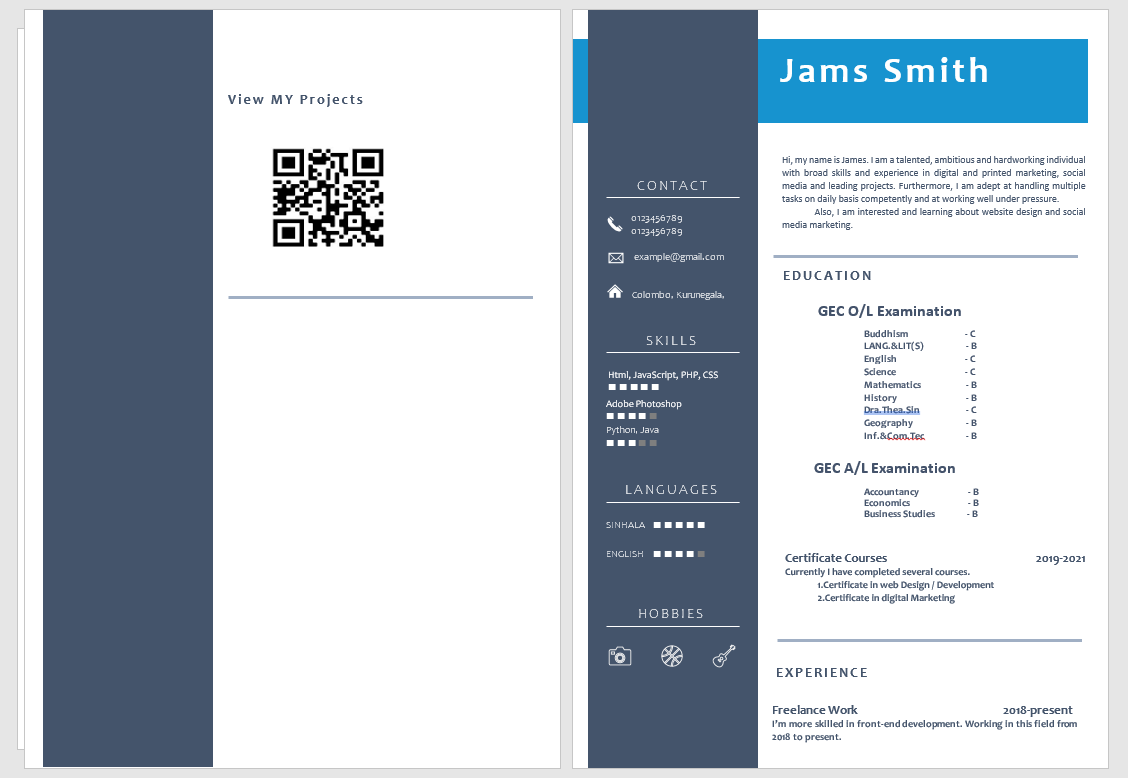 View MY Projects
Jams Smith
Hi, my name is James. I am a talented, ambitious and hardworking individual
with broad skills and experience in digital and printed marketing, social
media and leading projects. Furthermore, I am adept at handling multiple
tasks on daily basis competently and at working well under pressure.
Also, I am interested and learning about website design and social
media marketing.
CONTACT
0123456789
0123456789
example@gmail.com
Colombo, Kurunegala,
SKILLS
Html, JavaScript, PHP, CSS
Adobe Photoshop
Python, Java
LANGUAGES
SINHALA
ENGLISH
HOBBIES
EDUCATION
GEC O/L Examination
Buddhism - C
LANG.&LIT(S) - B
English - C
Science - C
Mathematics - B
History - B
Dra.Thea.Sin - C
Geography - B
Inf.&Com.Tec - B
GEC A/L Examination
Accountancy - B
Economics - B
Business Studies - B
Certificate Courses 2019-2021
Currently I have completed several courses.
1.Certificate in web Design / Development
2.Certificate in digital Marketing
EXPERIENCE
Freelance Work 2018-present
I'm more skilled in front-end development. Working in this field from
2018 to present.